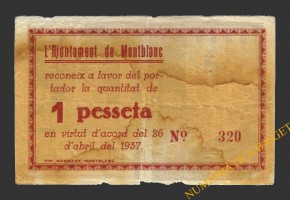 L'Ajuntament de Montblanc
reconeix a favor del por-
tador la quantitat de
1 pesseta
en virtut d'acord del 26
d'abril de 1937
Nº 320